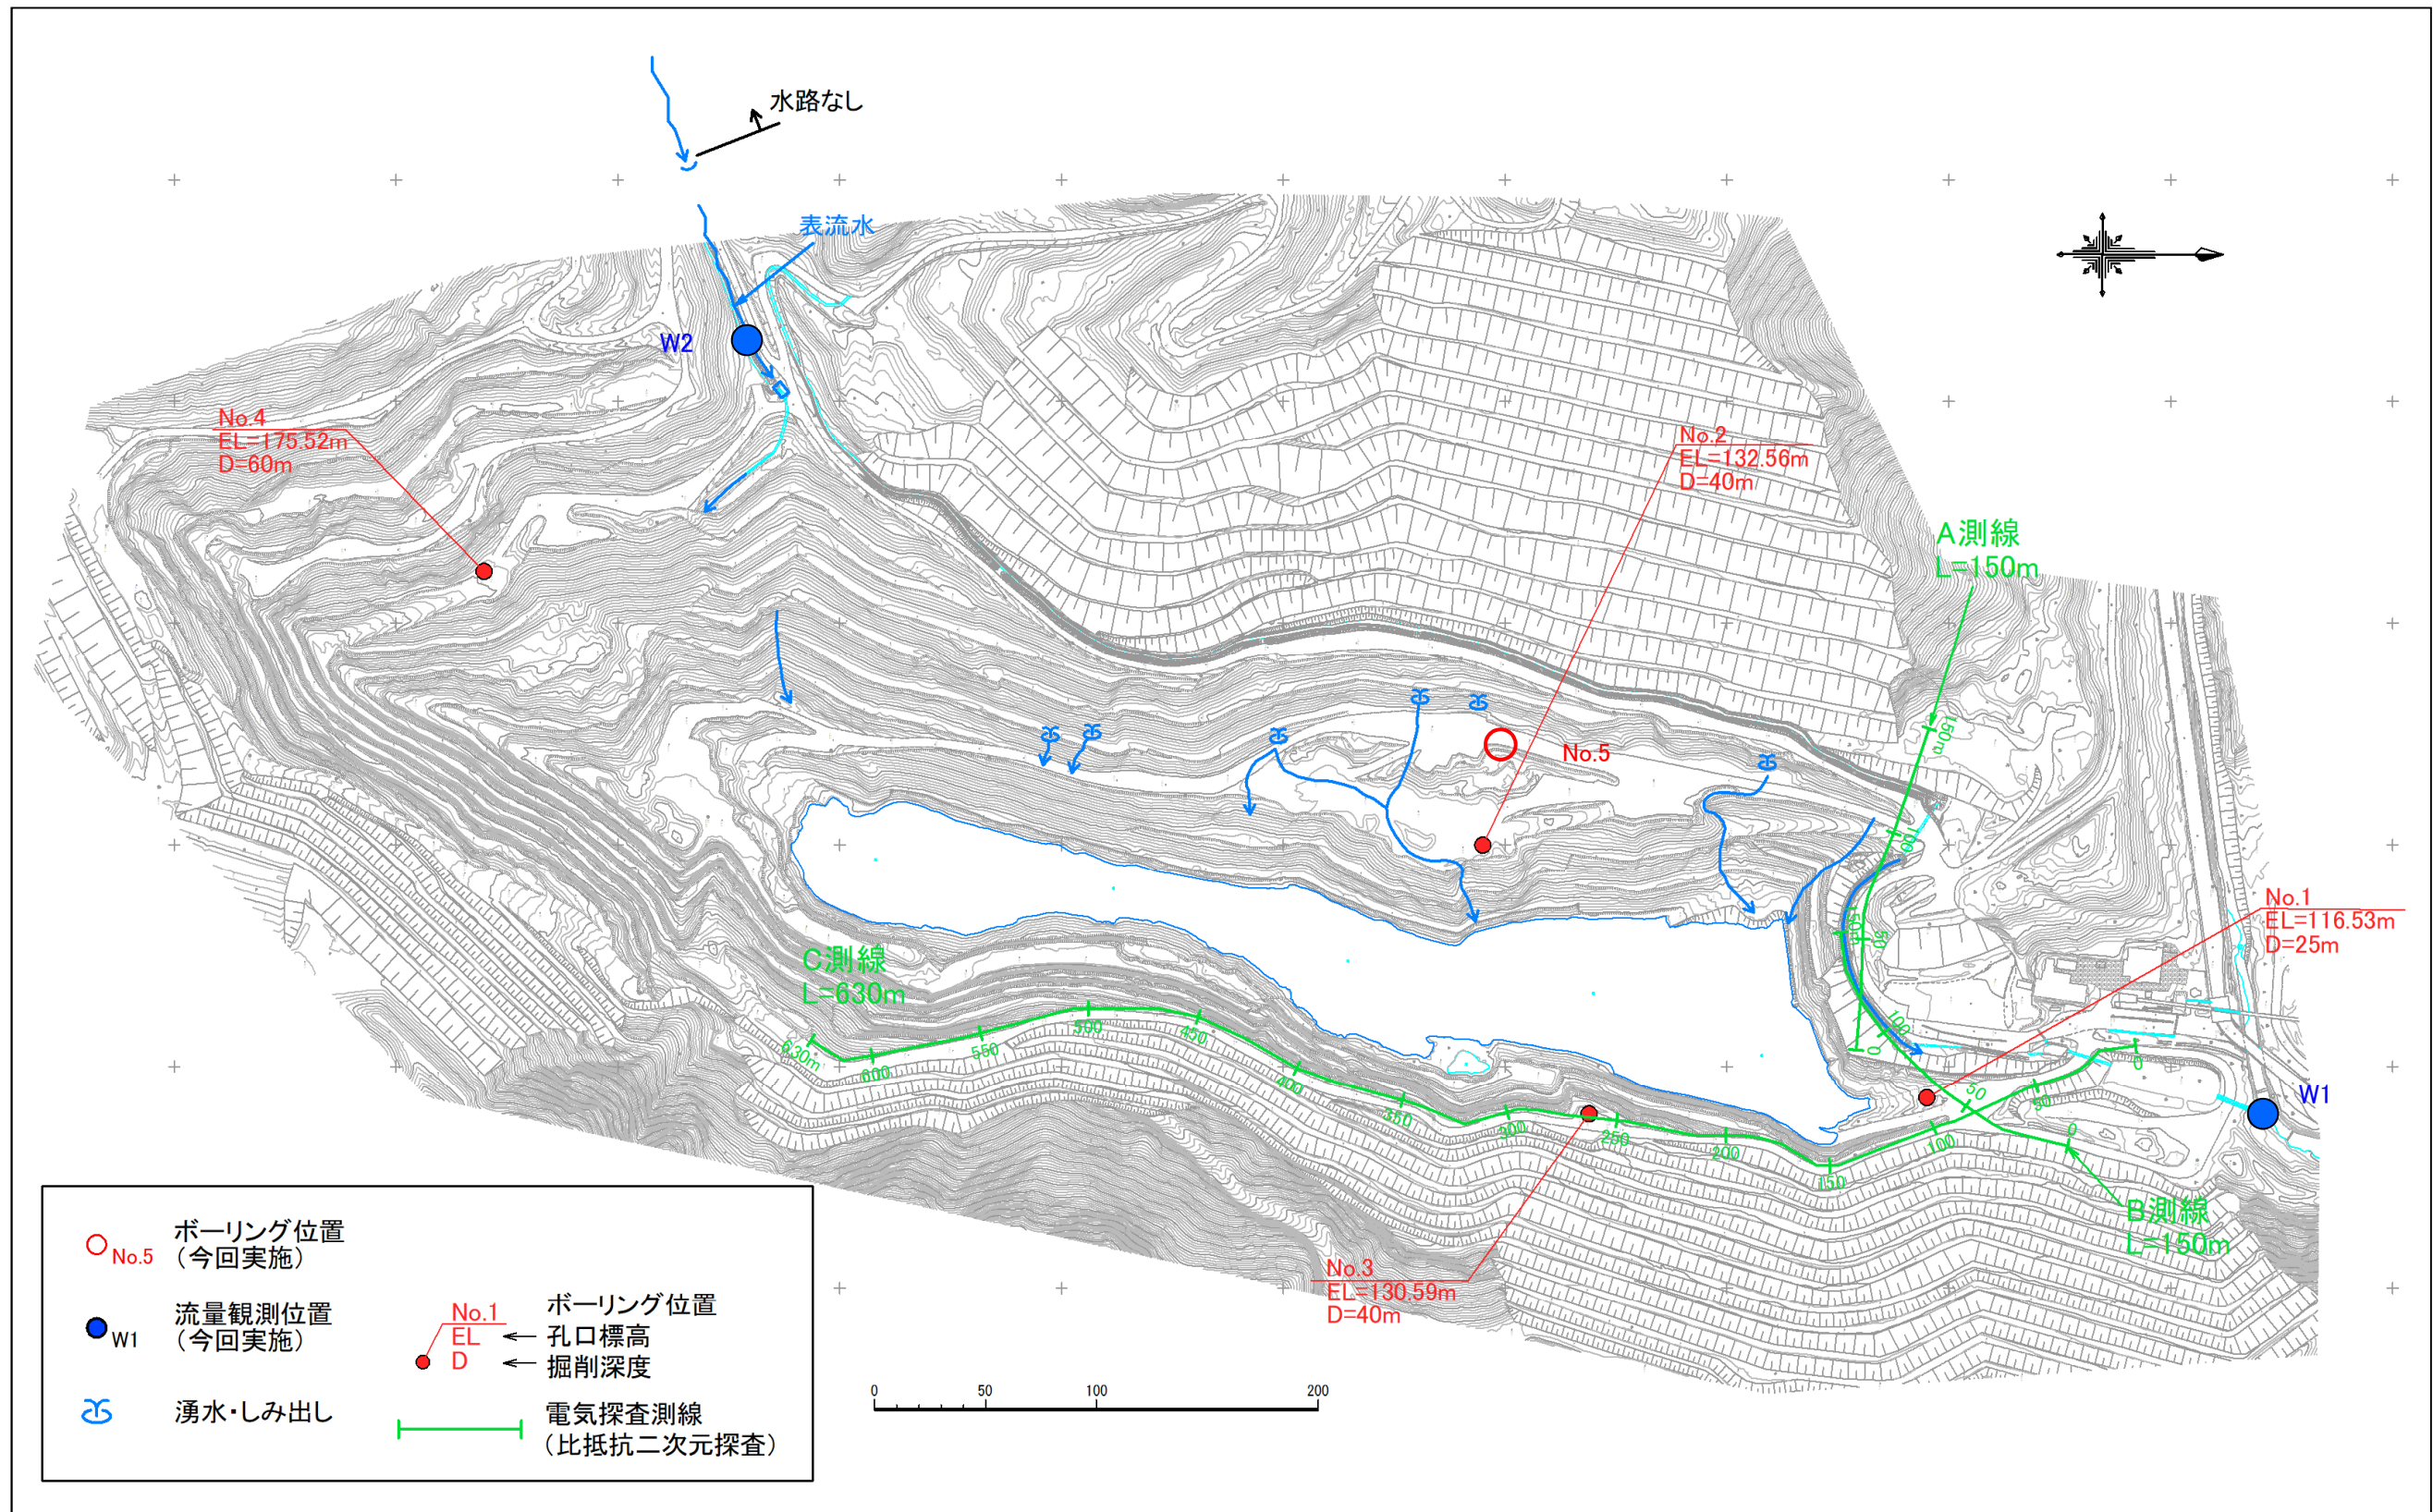 水路なし
表流水
W2
No.4
EL=175.52m
D=60m
No.2
EL=132.56m
D=40m
A測線
L=150m
150m
No.5
100
50
0
No.1
EL=116.53m
D=25m
150m
100
50
0
C測線
L=630m
630m
600
550
500
450
400
350
300
250
200
150
100
50
0
W1
B測線
L=150m
No.3
EL=130.59m
D=40m
No.5
ボーリング位置
（今回実施）
W1
流量観測位置
（今回実施）
湧水・しみ出し
No.1
EL
D
ボーリング位置
孔口標高
掘削深度
電気探査測線
（比抵抗二次元探査）
0 50 100 200